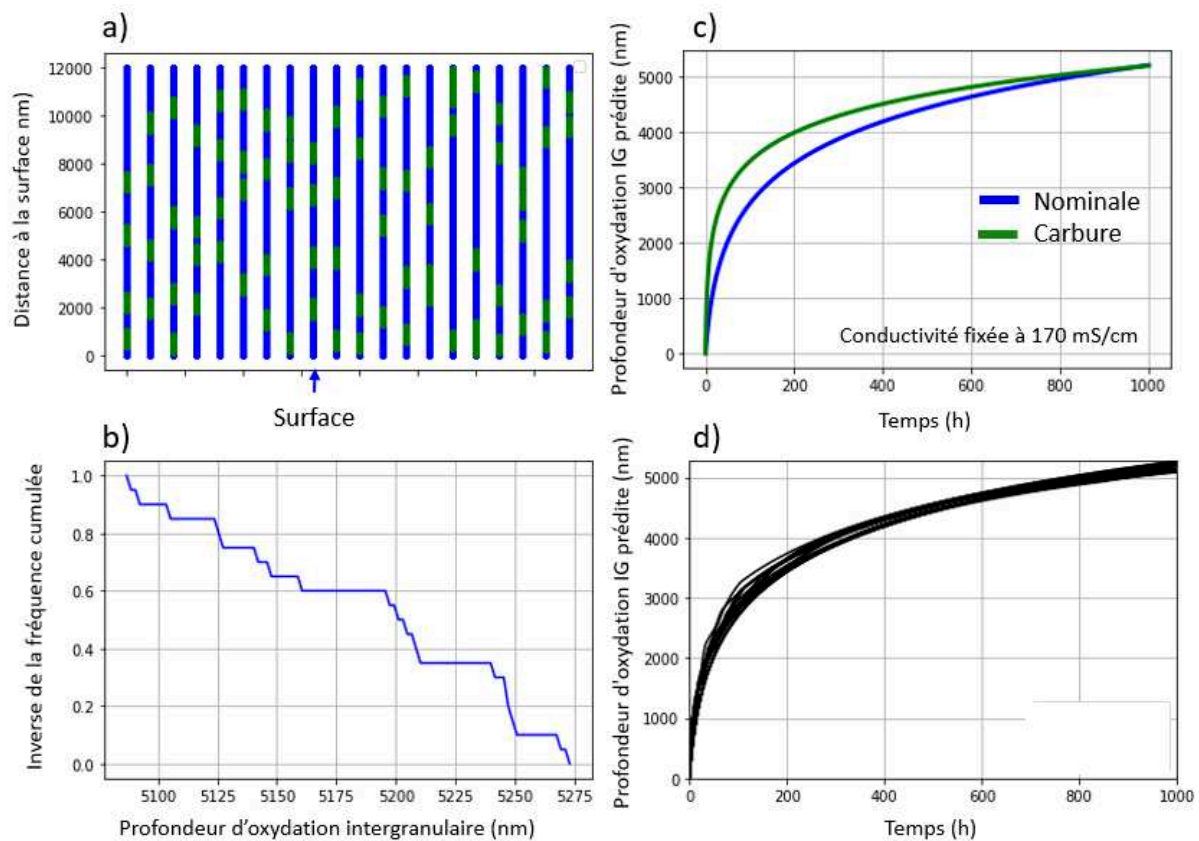 a)
Distance à la surface nm)
12000
10000
8000
6000
4000
2000
0
Surface
c)
Profondeur d'oxydation IG prédite (nm)
5000
4000
3000
2000
1000
0
Nominale
Carbure
Conductivité fixée à 170 mS/cm
0 200 400 600 800 1000
Temps (h)
b)
Inverse de la fréquence cumulée
1.0
0.8
0.6
0.4
0.2
0.0
5100 5125 5150 5175 5200 5225 5250 5275
Profondeur d’oxydation intergranulaire (nm)
d)
Profondeur d'oxydation IG prédite (nm)
5000
4000
3000
2000
1000
0
0 200 400 600 800 1000
Temps (h)